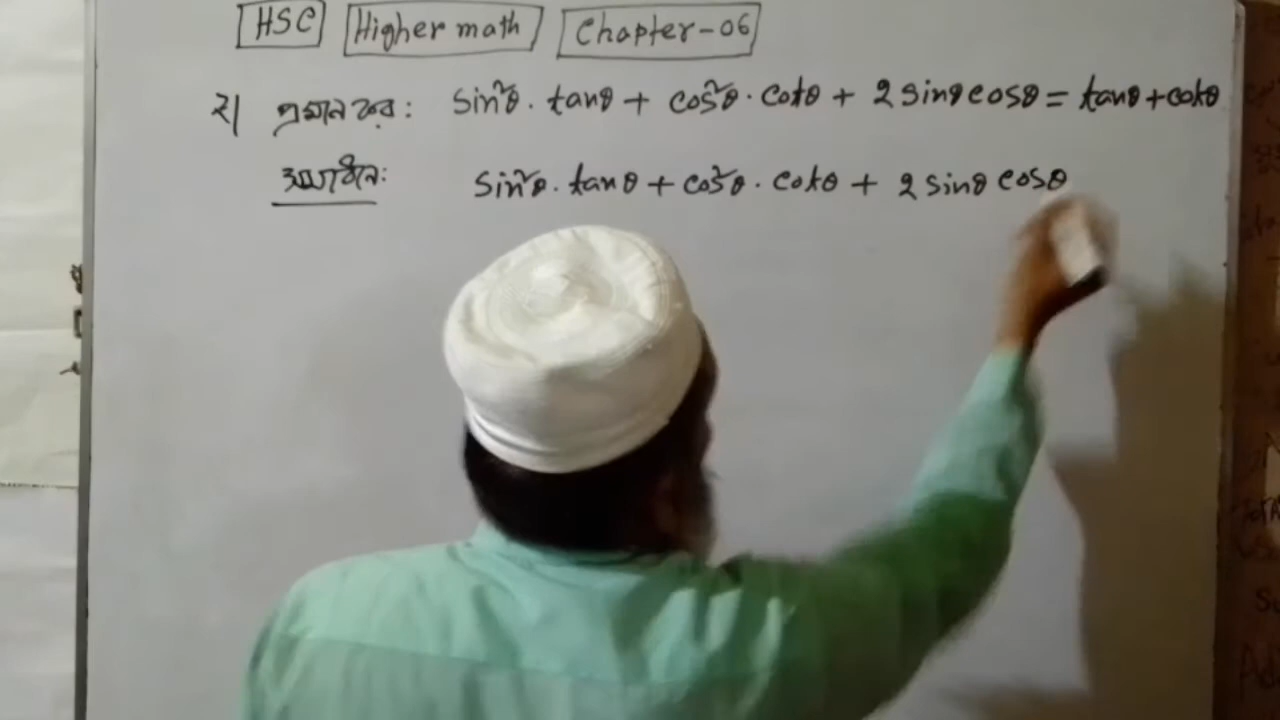 HSC Higher math Chapter-06
২। প্রমান কর: sin²θ. tanθ + cos²θ. cotθ + 2 sinθ cosθ = tanθ + cotθ
সমাধান: sin²θ. tanθ + cos²θ. cotθ + 2 sinθ cosθ